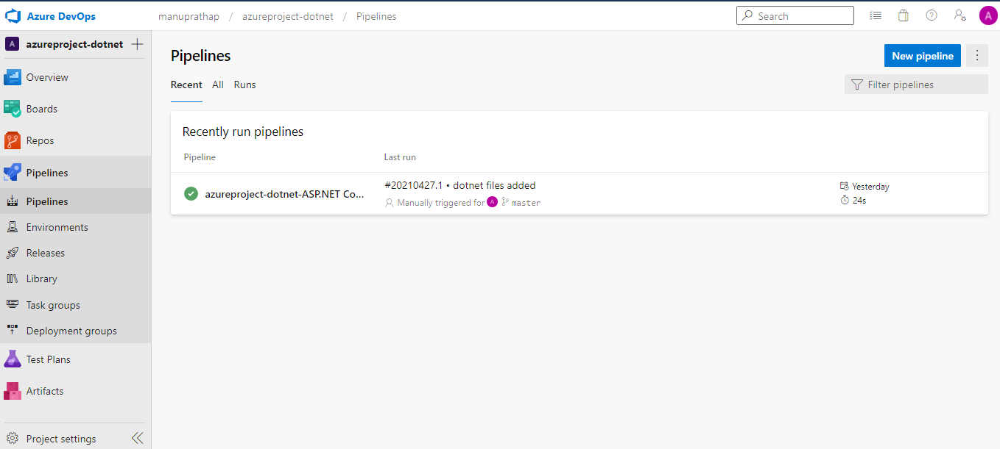 Azure DevOps
manuprathap / azureproject-dotnet / Pipelines
Search
A
A azureproject-dotnet
Overview
Boards
Repos
Pipelines
Pipelines
Environments
Releases
Library
Task groups
Deployment groups
Test Plans
Artifacts
Project settings
Pipelines
New pipeline
Recent All Runs
Filter pipelines
Recently run pipelines
Pipeline Last run
azureproject-dotnet-ASP.NET Co...
#20210427.1 • dotnet files added
Manually triggered for A master
Yesterday
24s